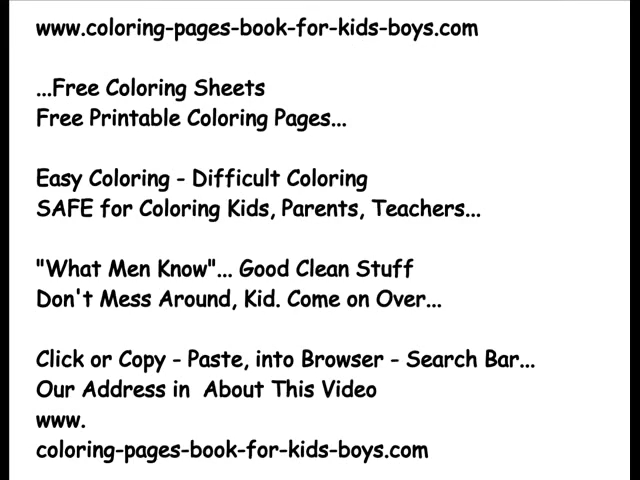 www.coloring-pages-book-for-kids-boys.com
...Free Coloring Sheets
Free Printable Coloring Pages...
Easy Coloring - Difficult Coloring
SAFE for Coloring Kids, Parents, Teachers...
"What Men Know"... Good Clean Stuff
Don't Mess Around, Kid. Come on Over...
Click or Copy - Paste, into Browser - Search Bar...
Our Address in  About This Video
www.
coloring-pages-book-for-kids-boys.com